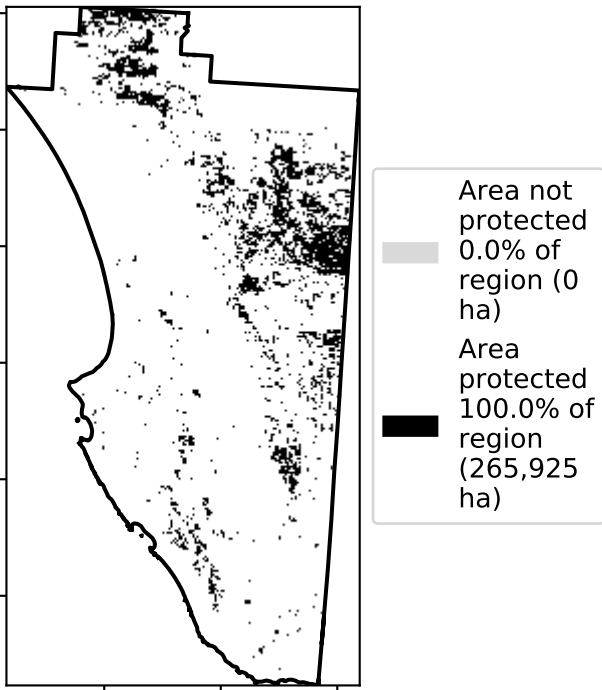 Area not
protected
0.0% of
region (0
ha)
Area
protected
100.0% of
region
(265,925
ha)